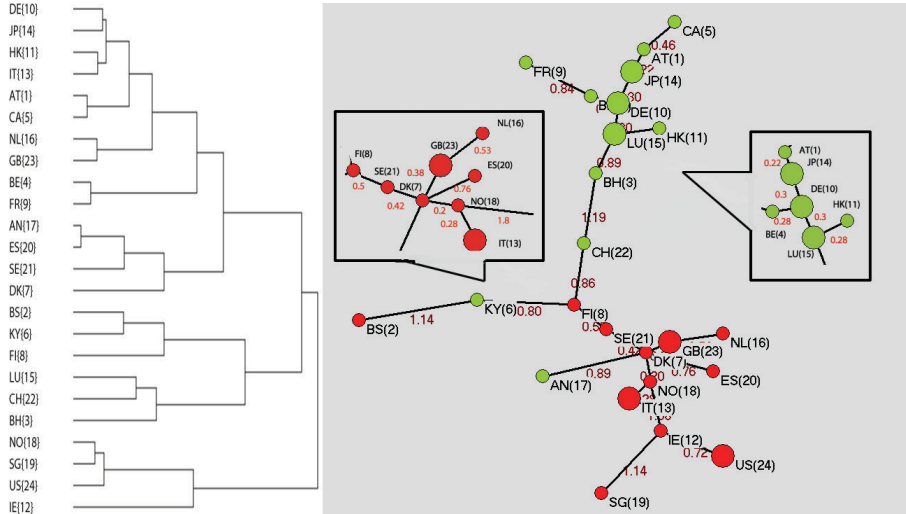 DE{10}
JP{14}
HK{11}
IT{13}
AT{1}
CA{5}
NL{16}
GB{23}
BE{4}
FR{9}
AN{17}
ES{20}
SE{21}
DK{7}
BS{2}
KY{6}
FI{8}
LU{15}
CH{22}
BH{3}
NO{18}
SG{19}
US{24}
IE{12}
CA(5)
0.46
AT(1)
JP(14)
FR(9)
0.84
DE(10)
LU(15)
HK(11)
0.89
BH(3)
1.19
CH(22)
0.86
KY(6)
0.80
FI(8)
BS(2)
1.14
SE(21)
GB(23)
NL(16)
DK(7)
0.76
ES(20)
0.89
AN(17)
NO(18)
IT(13)
IE(12)
0.72
US(24)
1.14
SG(19)
NL(16)
GB(23)
0.53
FI(8)
SE(21)
ES(20)
0.38
0.5
DK(7)
0.76
NO(18)
0.42
0.2
0.28
1.8
IT(13)
AT(1)
0.22
JP(14)
0.3
DE(10)
HK(11)
0.28
0.3
BE(4)
0.28
LU(15)